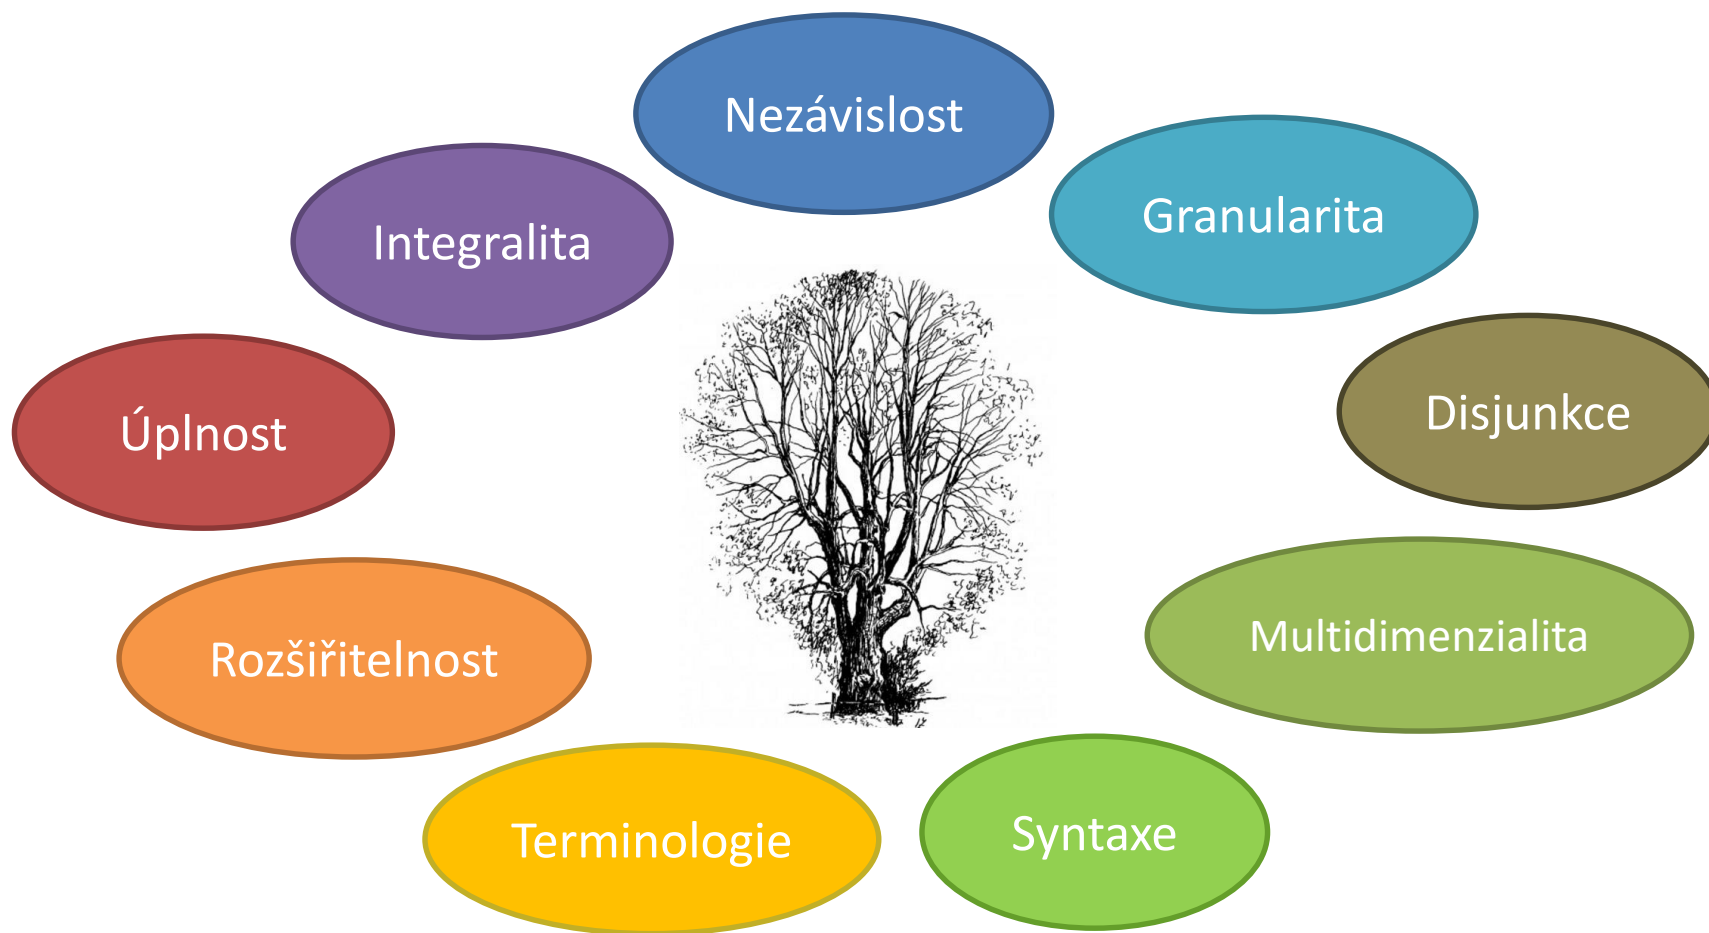 Nezávislost
Granularita
Integralita
Disjunkce
Úplnost
Multidimenzialita
Rozšiřitelnost
Syntaxe
Terminologie